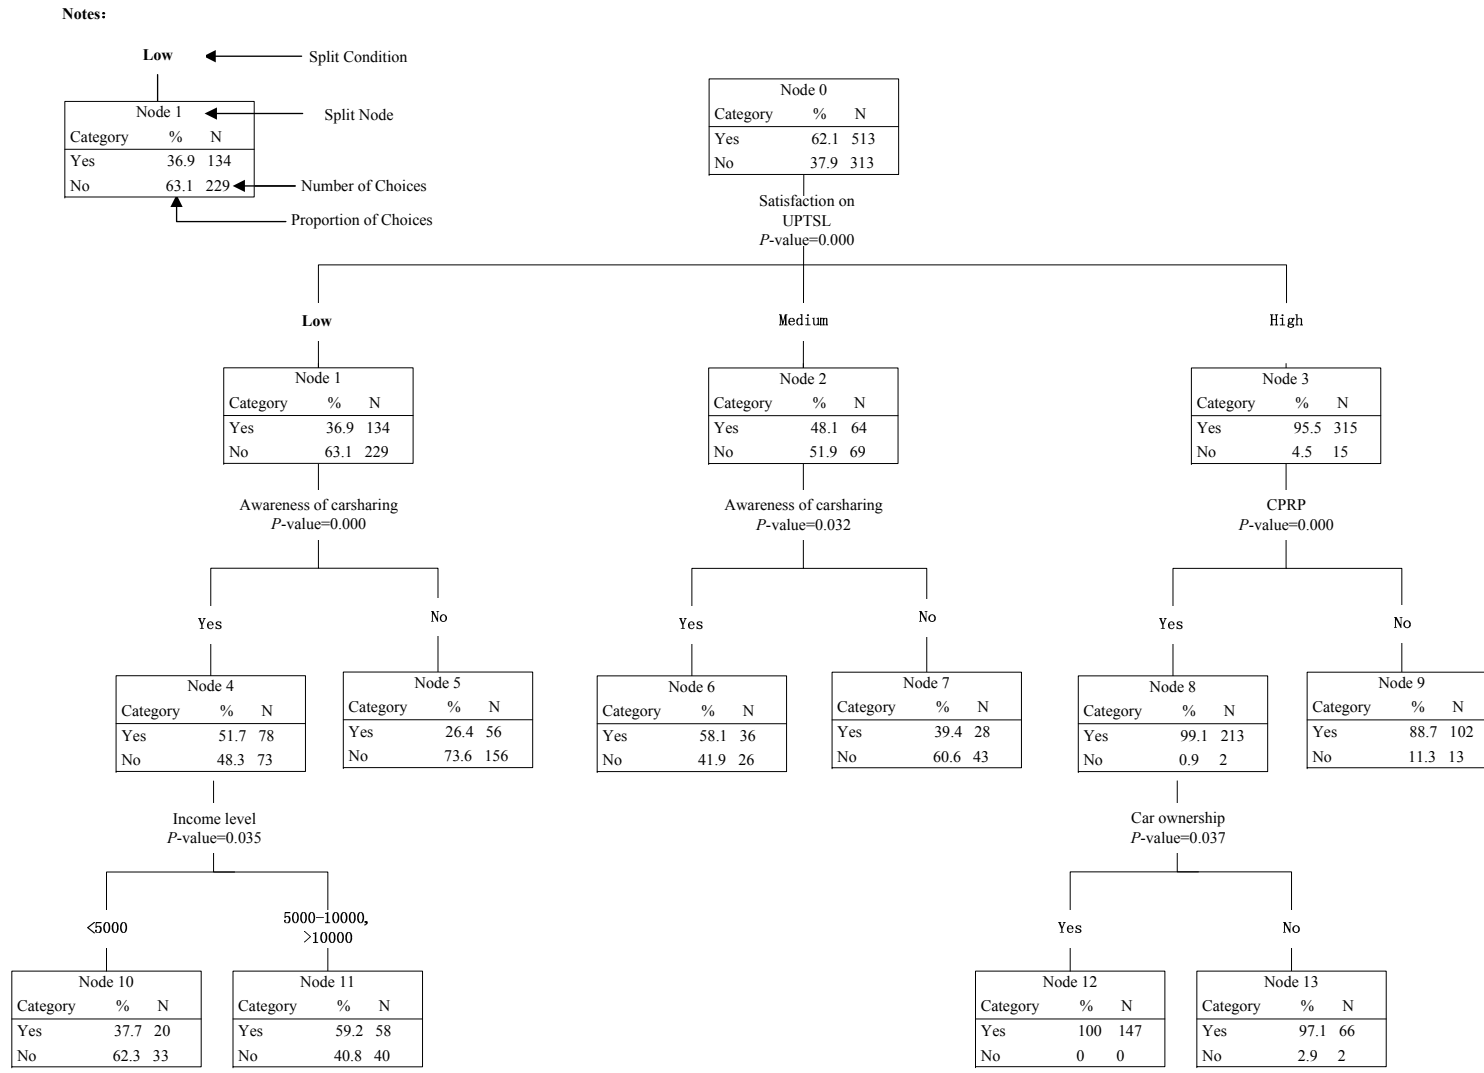 Notes:
Low
Split Condition
Node 1
Split Node
Category % N
Yes 36.9 134
No 63.1 229
Number of Choices
Proportion of Choices
Node 0
Category % N
Yes 62.1 513
No 37.9 313
Satisfaction on
UPTSL
P-value=0.000
Low
Medium
High
Node 1
Category % N
Yes 36.9 134
No 63.1 229
Node 2
Category % N
Yes 48.1 64
No 51.9 69
Node 3
Category % N
Yes 95.5 315
No 4.5 15
Awareness of carsharing
P-value=0.000
Awareness of carsharing
P-value=0.032
CPRP
P-value=0.000
Yes
No
Yes
No
Yes
No
Node 4
Category % N
Yes 51.7 78
No 48.3 73
Node 5
Category % N
Yes 26.4 56
No 73.6 156
Node 6
Category % N
Yes 58.1 36
No 41.9 26
Node 7
Category % N
Yes 39.4 28
No 60.6 43
Node 8
Category % N
Yes 99.1 213
No 0.9 2
Node 9
Category % N
Yes 88.7 102
No 11.3 13
Income level
P-value=0.035
Car ownership
P-value=0.037
<5000
5000-10000,
>10000
Yes
No
Node 10
Category % N
Yes 37.7 20
No 62.3 33
Node 11
Category % N
Yes 59.2 58
No 40.8 40
Node 12
Category % N
Yes 100 147
No 0 0
Node 13
Category % N
Yes 97.1 66
No 2.9 2